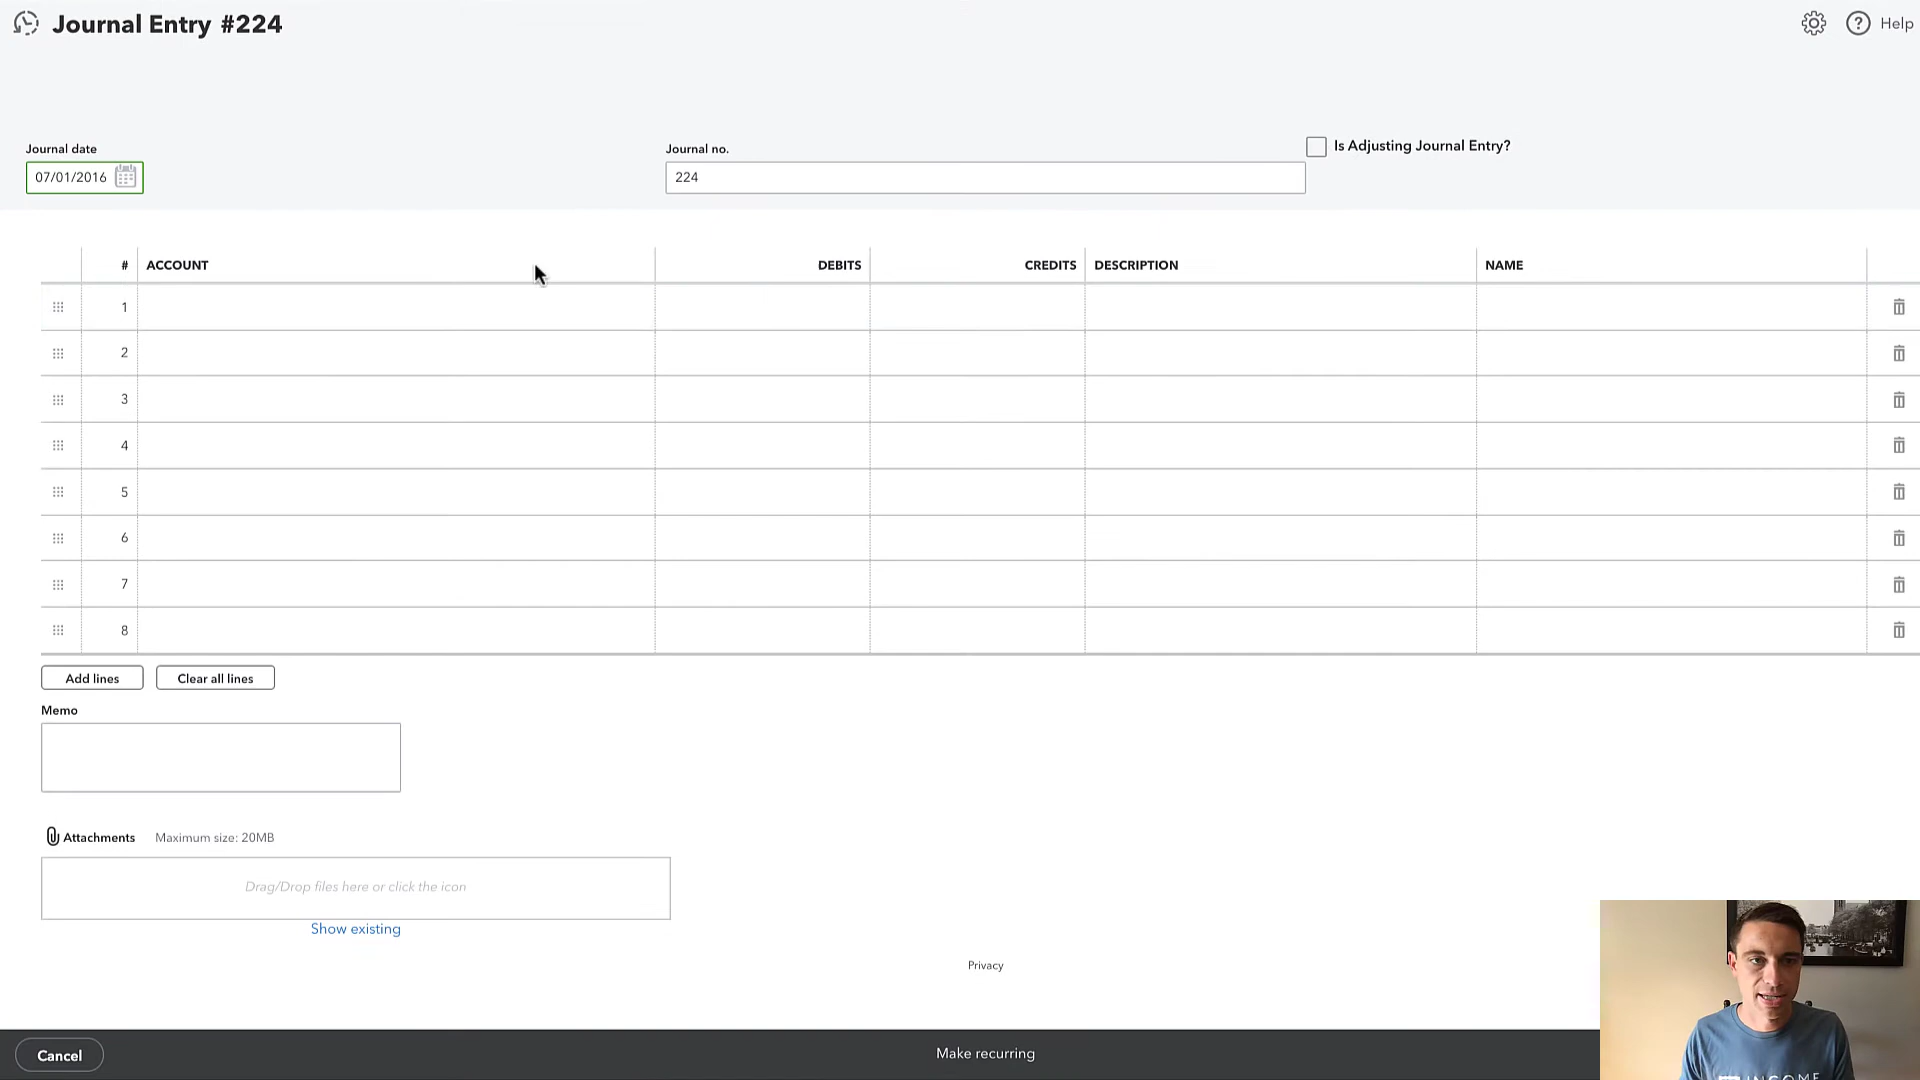 Journal Entry #224
Help
Journal date
Journal no.
Is Adjusting Journal Entry?
07/01/2016
224
# ACCOUNT DEBITS CREDITS DESCRIPTION NAME
1
2
3
4
5
6
7
8
Add lines Clear all lines
Memo
Attachments Maximum size: 20MB
Drag/Drop files here or click the icon
Show existing
Privacy
Cancel
Make recurring
INCOME